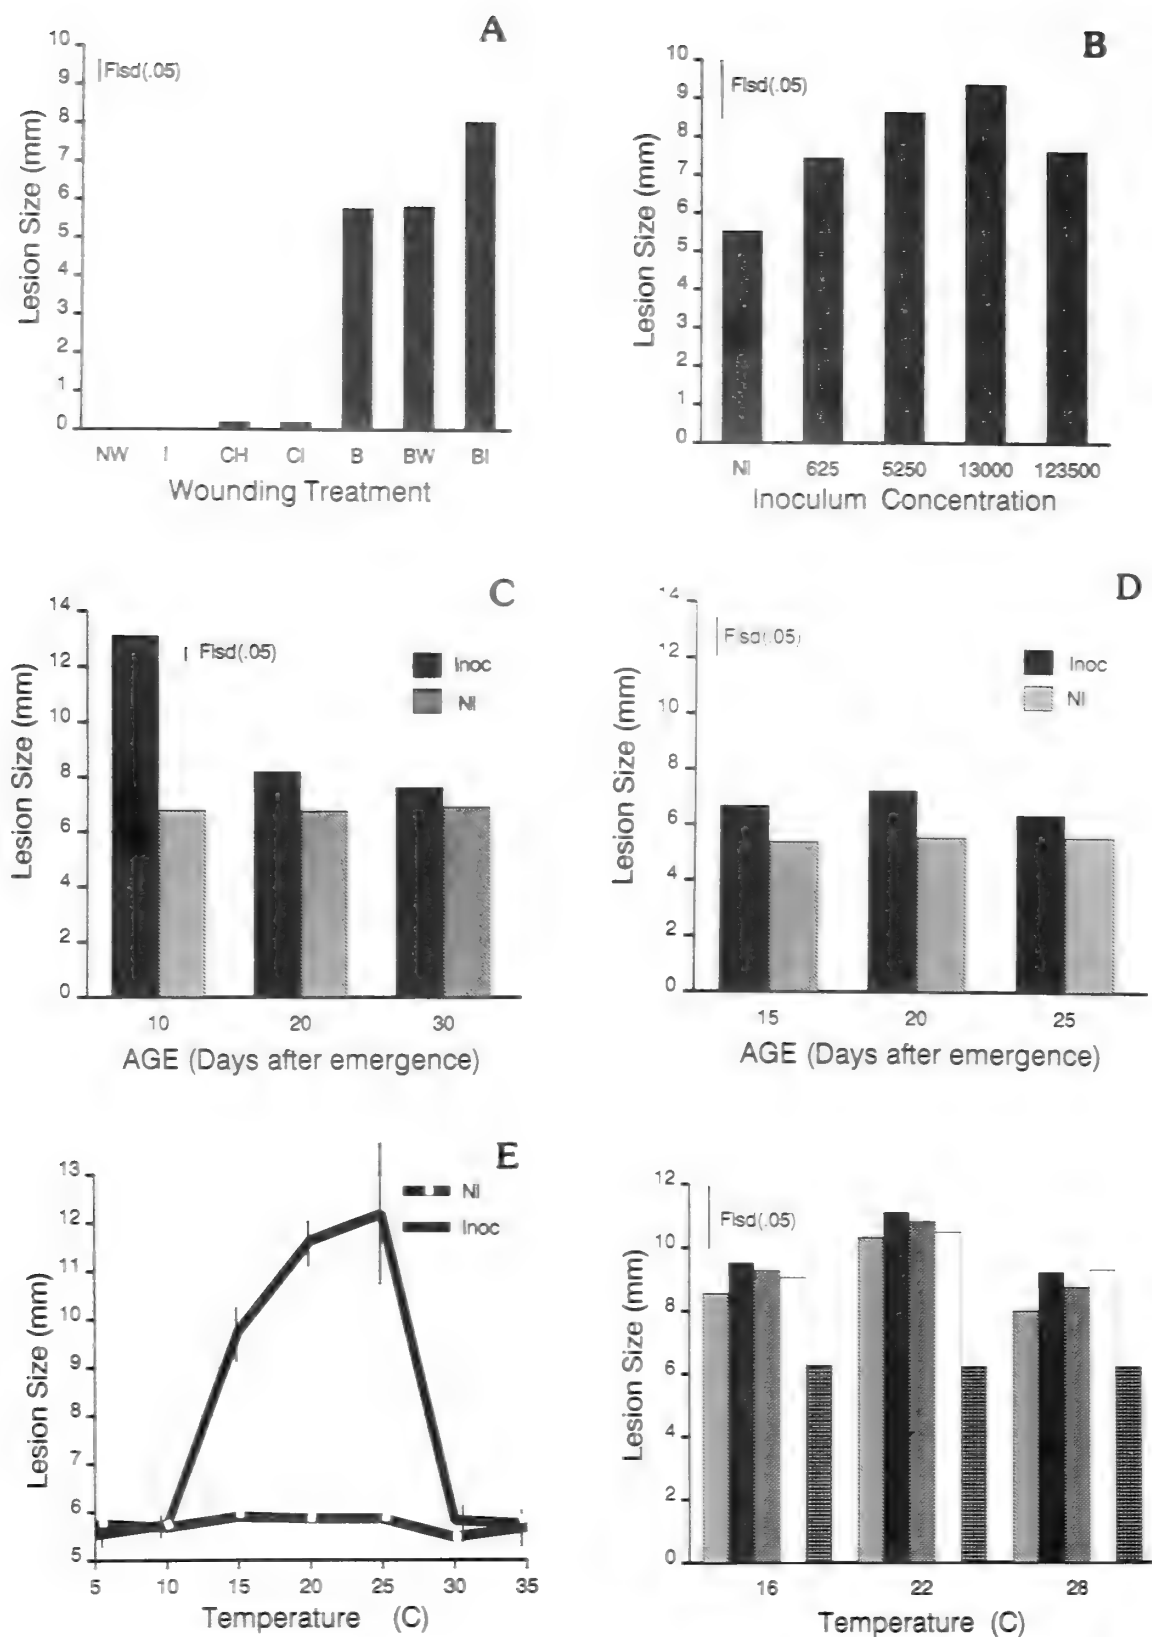 A
10
9
8
7
6
5
4
3
2
1
0
Flsd(.05)
Lesion Size (mm)
NW I CH CI B BW BI
Wounding Treatment
B
10
9
8
7
6
5
4
3
2
1
0
Flsd(.05)
Lesion Size (mm)
NI 625 5250 13000 123500
Inoculum Concentration
C
14
12
10
8
6
4
2
0
Flsd(.05)
Inoc
NI
Lesion Size (mm)
10 20 30
AGE (Days after emergence)
D
14
12
10
8
6
4
2
0
Flsd(.05)
Inoc
NI
Lesion Size (mm)
15 20 25
AGE (Days after emergence)
E
13
12
11
10
9
8
7
6
5
NI
Inoc
Lesion Size (mm)
5 10 15 20 25 30 35
Temperature (C)
12
10
8
6
4
2
0
Flsd(.05)
Lesion Size (mm)
16 22 28
Temperature (C)